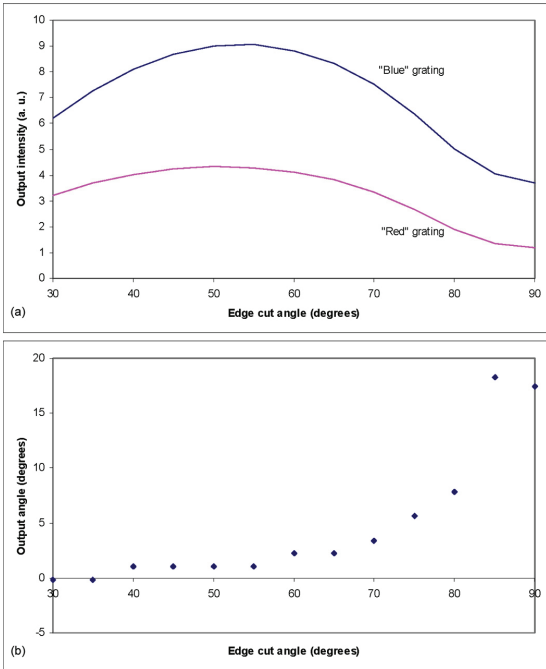 10
9
8
7
6
5
4
3
2
1
0
Output intensity (a. u.)
"Blue" grating
"Red" grating
30 40 50 60 70 80 90
(a) Edge cut angle (degrees)
20
15
10
5
0
-5
Output angle (degrees)
30 40 50 60 70 80 90
(b) Edge cut angle (degrees)